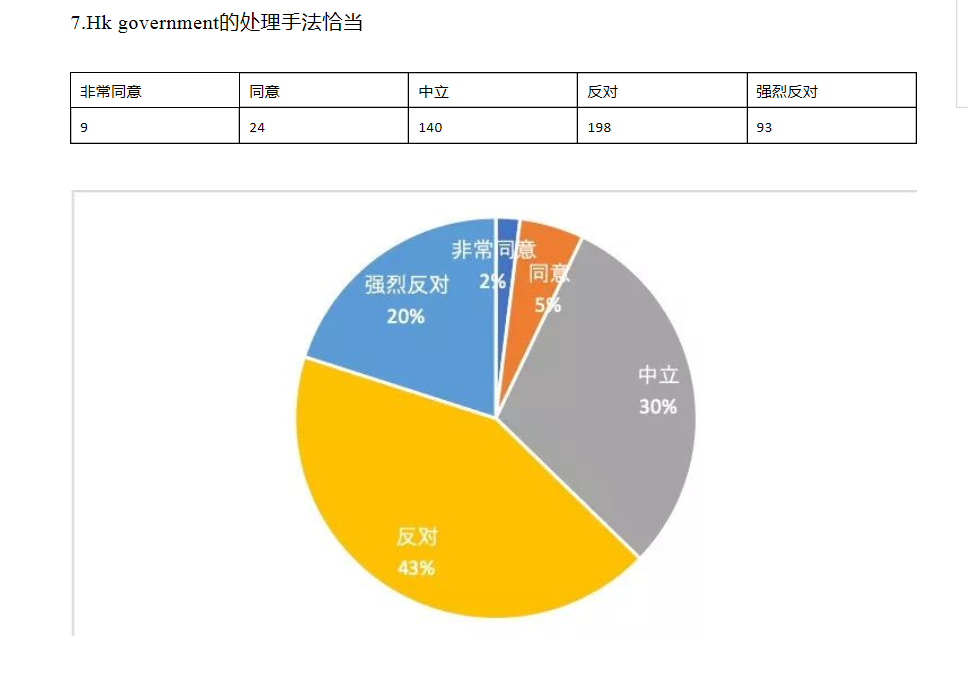 7.Hk government的处理手法恰当
非常同意 同意 中立 反对 强烈反对
9 24 140 198 93
非常同意
2%
同意
5%
强烈反对
20%
中立
30%
反对
43%